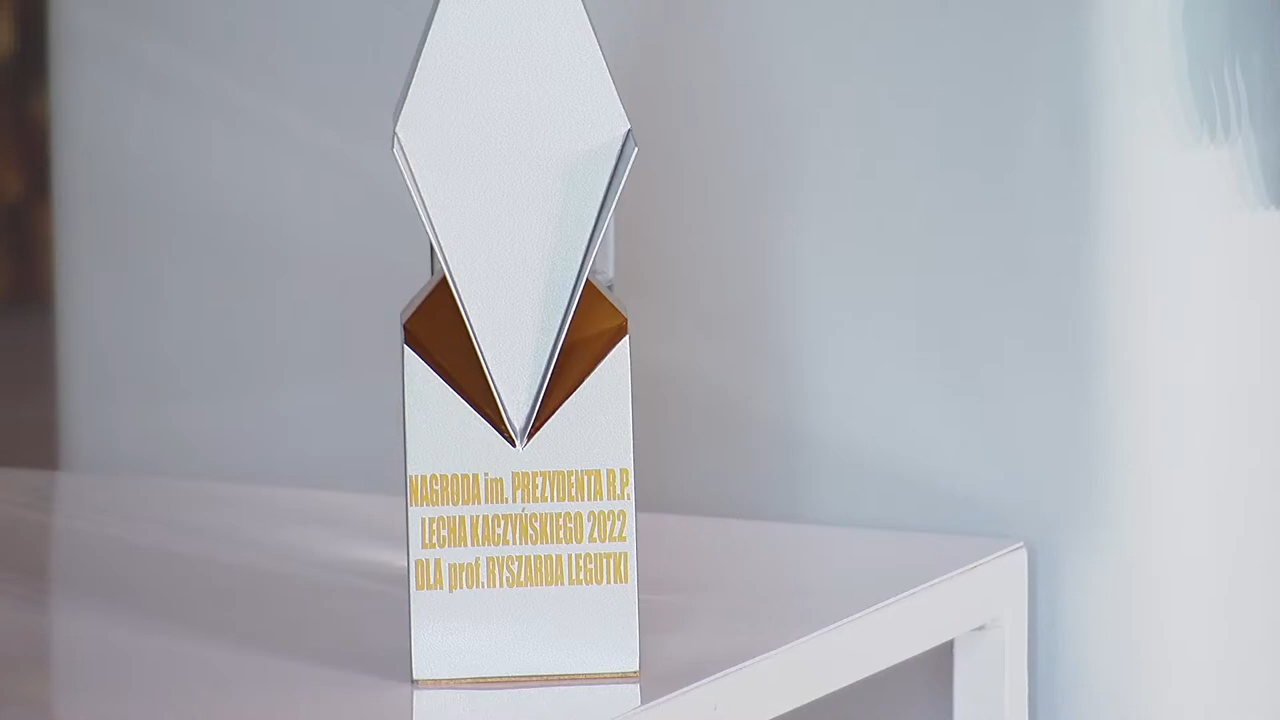 NAGRODA im. PREZYDENTA R.P.
LECHA KACZYŃSKIEGO 2022
DLA prof. RYSZARDA LEGUTKI